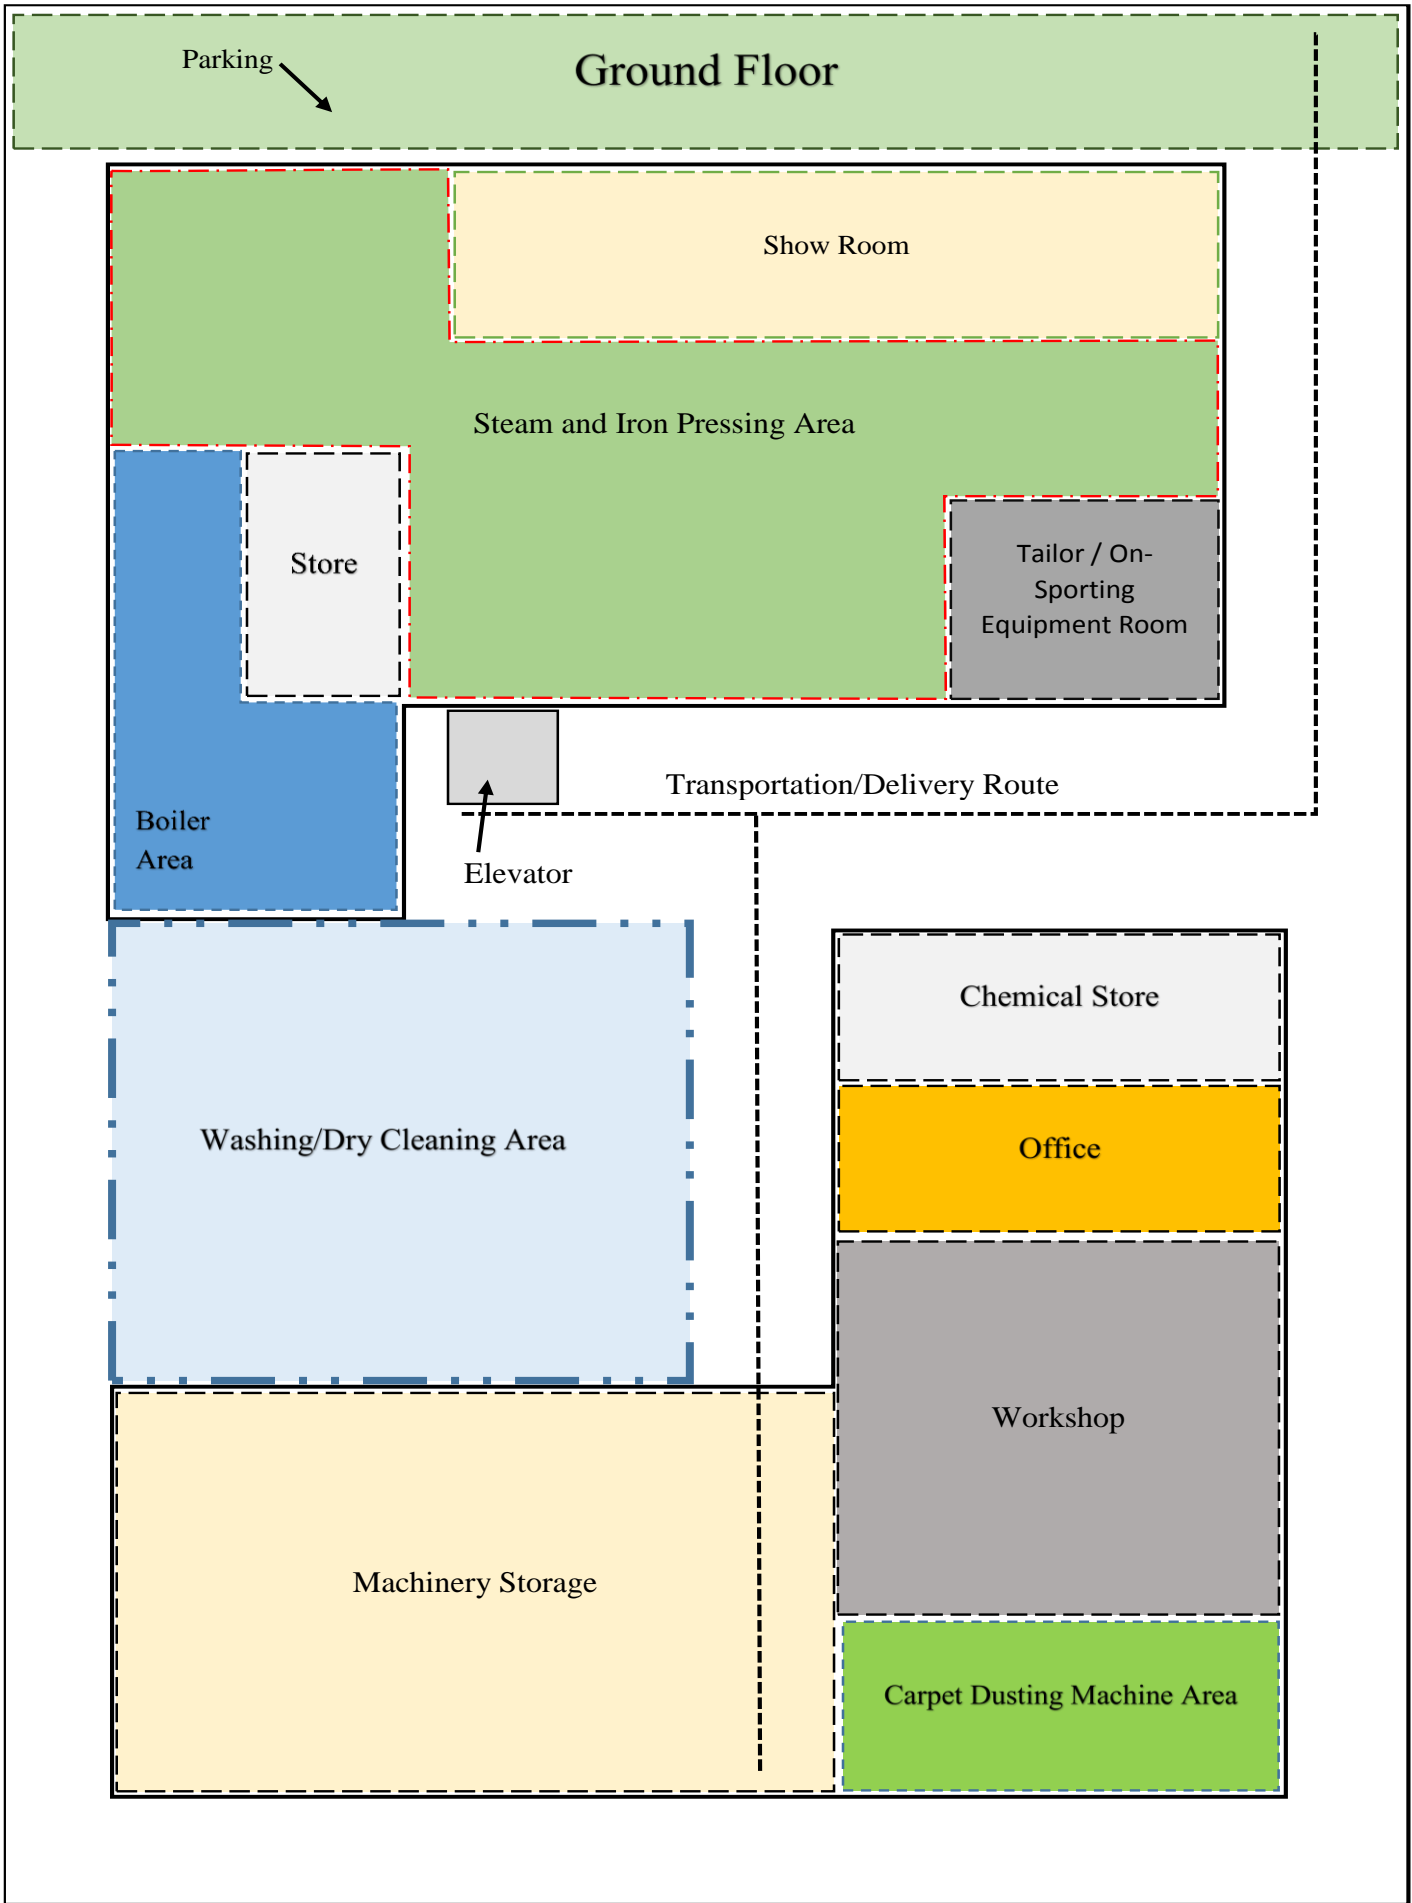 Parking
Ground Floor
Show Room
Steam and Iron Pressing Area
Store
Tailor / On-
Sporting
Equipment Room
Transportation/Delivery Route
Boiler
Area
Elevator
Chemical Store
Washing/Dry Cleaning Area
Office
Workshop
Machinery Storage
Carpet Dusting Machine Area